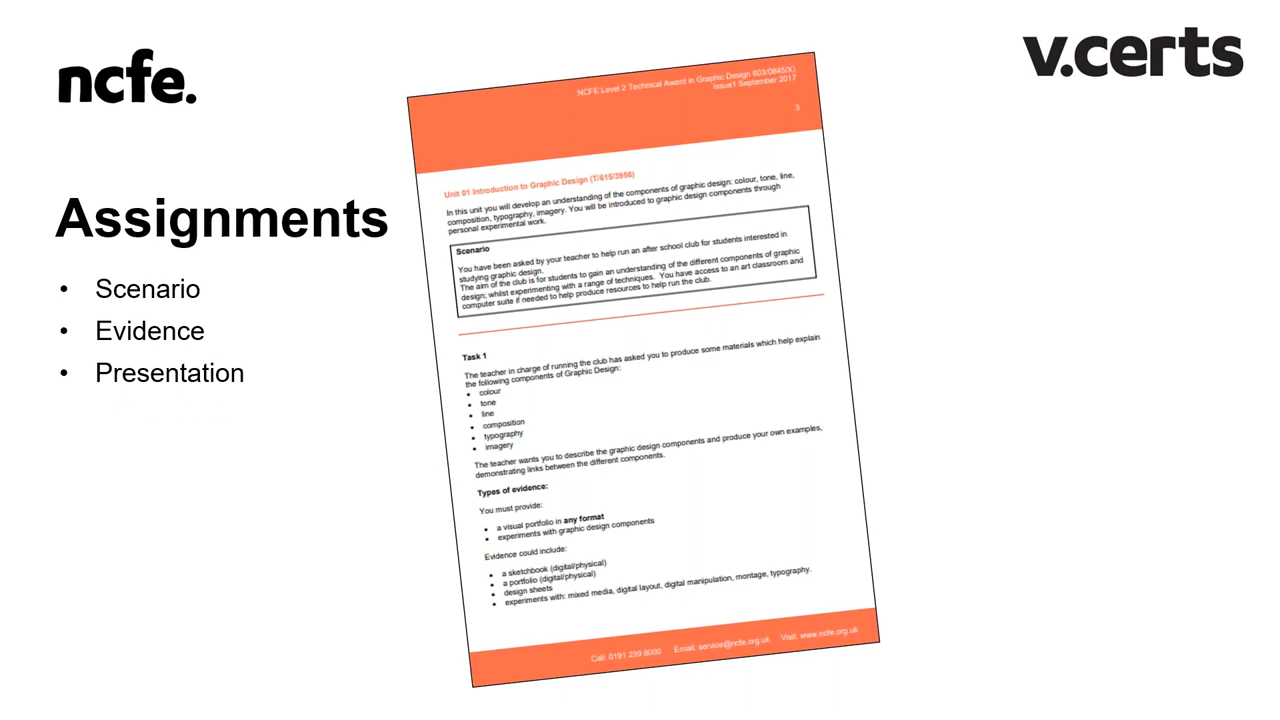 ncfe.
v.certs
Assignments
• Scenario
• Evidence
• Presentation
NCFE Level 2 Technical Award in Graphic Design 603/0845(X)
Issue1 September 2017
3
Unit 01 Introduction to Graphic Design (T/615/3956)
In this unit you will develop an understanding of the components of graphic design: colour, tone, line,
composition, typography, imagery. You will be introduced to graphic design components through
personal experimental work.
Scenario
You have been asked by your teacher to help run an after school club for students interested in
studying graphic design.
The aim of the club is for students to gain an understanding of the different components of graphic
design; whilst experimenting with a range of techniques. You have access to an art classroom and
computer suite if needed to help produce resources to help run the club.
Task 1
The teacher in charge of running the club has asked you to produce some materials which help explain
the following components of Graphic Design:
• colour
• tone
• line
• composition
• typography
• imagery
The teacher wants you to describe the graphic design components and produce your own examples,
demonstrating links between the different components.
Types of evidence:
You must provide:
• a visual portfolio in any format
• experiments with graphic design components
Evidence could include:
• a sketchbook (digital/physical)
• a portfolio (digital/physical)
• design sheets
• experiments with: mixed media, digital layout, digital manipulation, montage, typography.
Call: 0191 239 8000 Email: service@ncfe.org.uk Visit: www.ncfe.org.uk